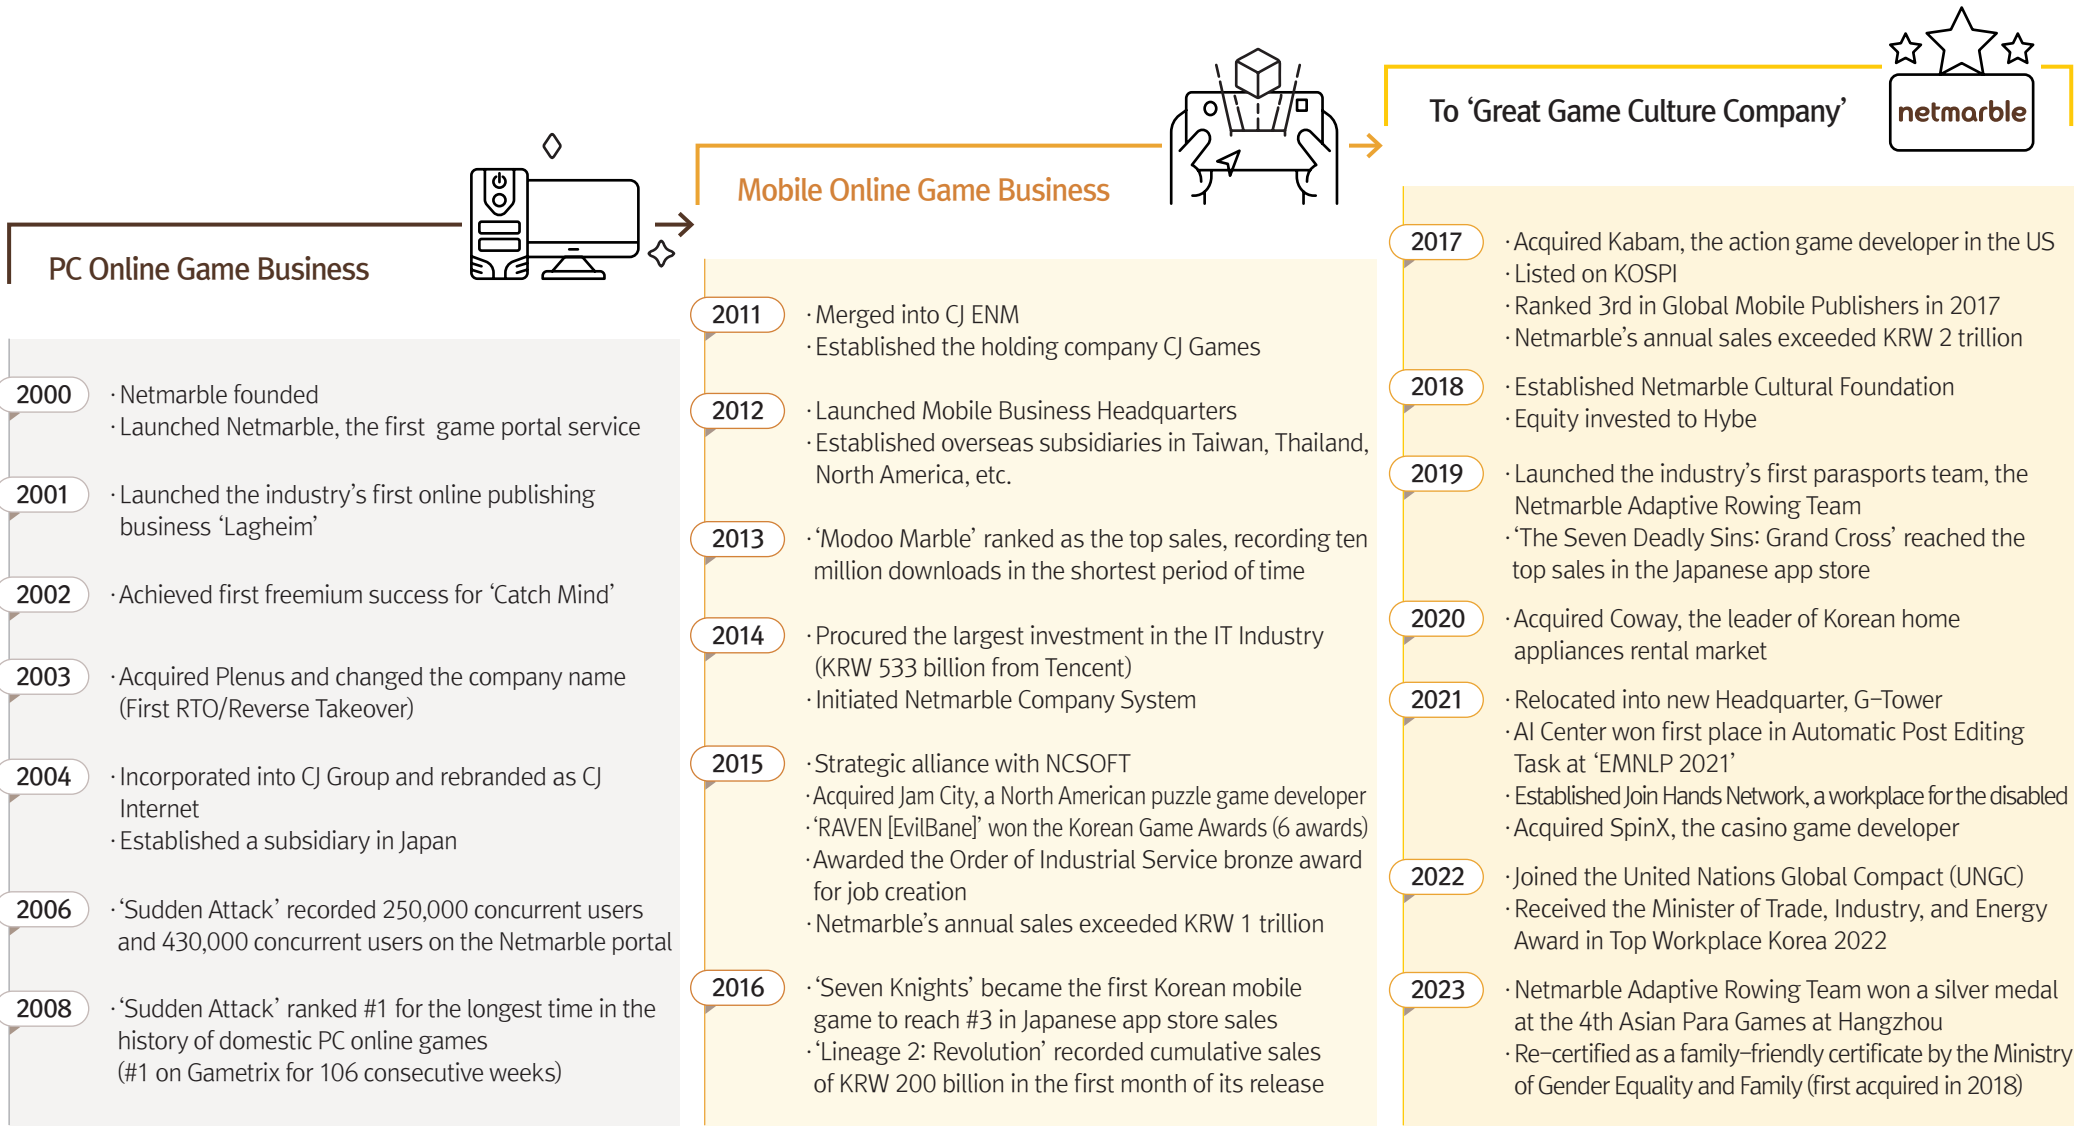 PC Online Game Business
2000
· Netmarble founded
· Launched Netmarble, the first game portal service
2001
· Launched the industry’s first online publishing
business ‘Lagheim’
2002
· Achieved first freemium success for ‘Catch Mind’
2003
· Acquired Plenus and changed the company name
(First RTO/Reverse Takeover)
2004
· Incorporated into CJ Group and rebranded as CJ
Internet
· Established a subsidiary in Japan
2006
· ‘Sudden Attack’ recorded 250,000 concurrent users
and 430,000 concurrent users on the Netmarble portal
2008
· ‘Sudden Attack’ ranked #1 for the longest time in the
history of domestic PC online games
(#1 on Gametrix for 106 consecutive weeks)
Mobile Online Game Business
2011
· Merged into CJ ENM
· Established the holding company CJ Games
2012
· Launched Mobile Business Headquarters
· Established overseas subsidiaries in Taiwan, Thailand,
North America, etc.
2013
· ‘Modoo Marble’ ranked as the top sales, recording ten
million downloads in the shortest period of time
2014
· Procured the largest investment in the IT Industry
(KRW 533 billion from Tencent)
· Initiated Netmarble Company System
2015
· Strategic alliance with NCSOFT
· Acquired Jam City, a North American puzzle game developer
· ‘RAVEN [EvilBane]’ won the Korean Game Awards (6 awards)
· Awarded the Order of Industrial Service bronze award
for job creation
· Netmarble’s annual sales exceeded KRW 1 trillion
2016
· ‘Seven Knights’ became the first Korean mobile
game to reach #3 in Japanese app store sales
· ‘Lineage 2: Revolution’ recorded cumulative sales
of KRW 200 billion in the first month of its release
To ‘Great Game Culture Company’
netmarble
2017
· Acquired Kabam, the action game developer in the US
· Listed on KOSPI
· Ranked 3rd in Global Mobile Publishers in 2017
· Netmarble’s annual sales exceeded KRW 2 trillion
2018
· Established Netmarble Cultural Foundation
· Equity invested to Hybe
2019
· Launched the industry’s first parasports team, the
Netmarble Adaptive Rowing Team
· ‘The Seven Deadly Sins: Grand Cross’ reached the
top sales in the Japanese app store
2020
· Acquired Coway, the leader of Korean home
appliances rental market
2021
· Relocated into new Headquarter, G-Tower
· AI Center won first place in Automatic Post Editing
Task at ‘EMNLP 2021’
· Established Join Hands Network, a workplace for the disabled
· Acquired SpinX, the casino game developer
2022
· Joined the United Nations Global Compact (UNGC)
· Received the Minister of Trade, Industry, and Energy
Award in Top Workplace Korea 2022
2023
· Netmarble Adaptive Rowing Team won a silver medal
at the 4th Asian Para Games at Hangzhou
· Re-certified as a family-friendly certificate by the Ministry
of Gender Equality and Family (first acquired in 2018)